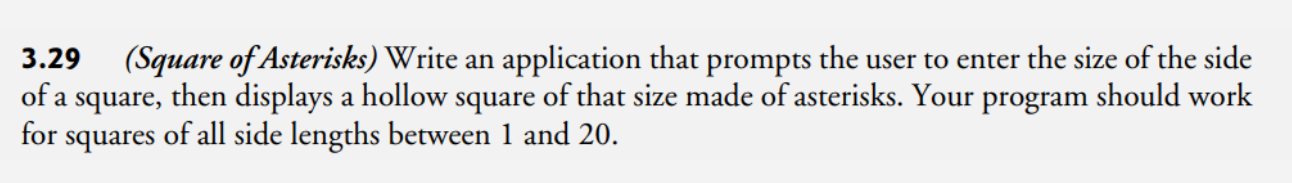 3.29 (Square of Asterisks) Write an application that prompts the user to enter the size of the side
of a square, then displays a hollow square of that size made of asterisks. Your program should work
for squares of all side lengths between 1 and 20.